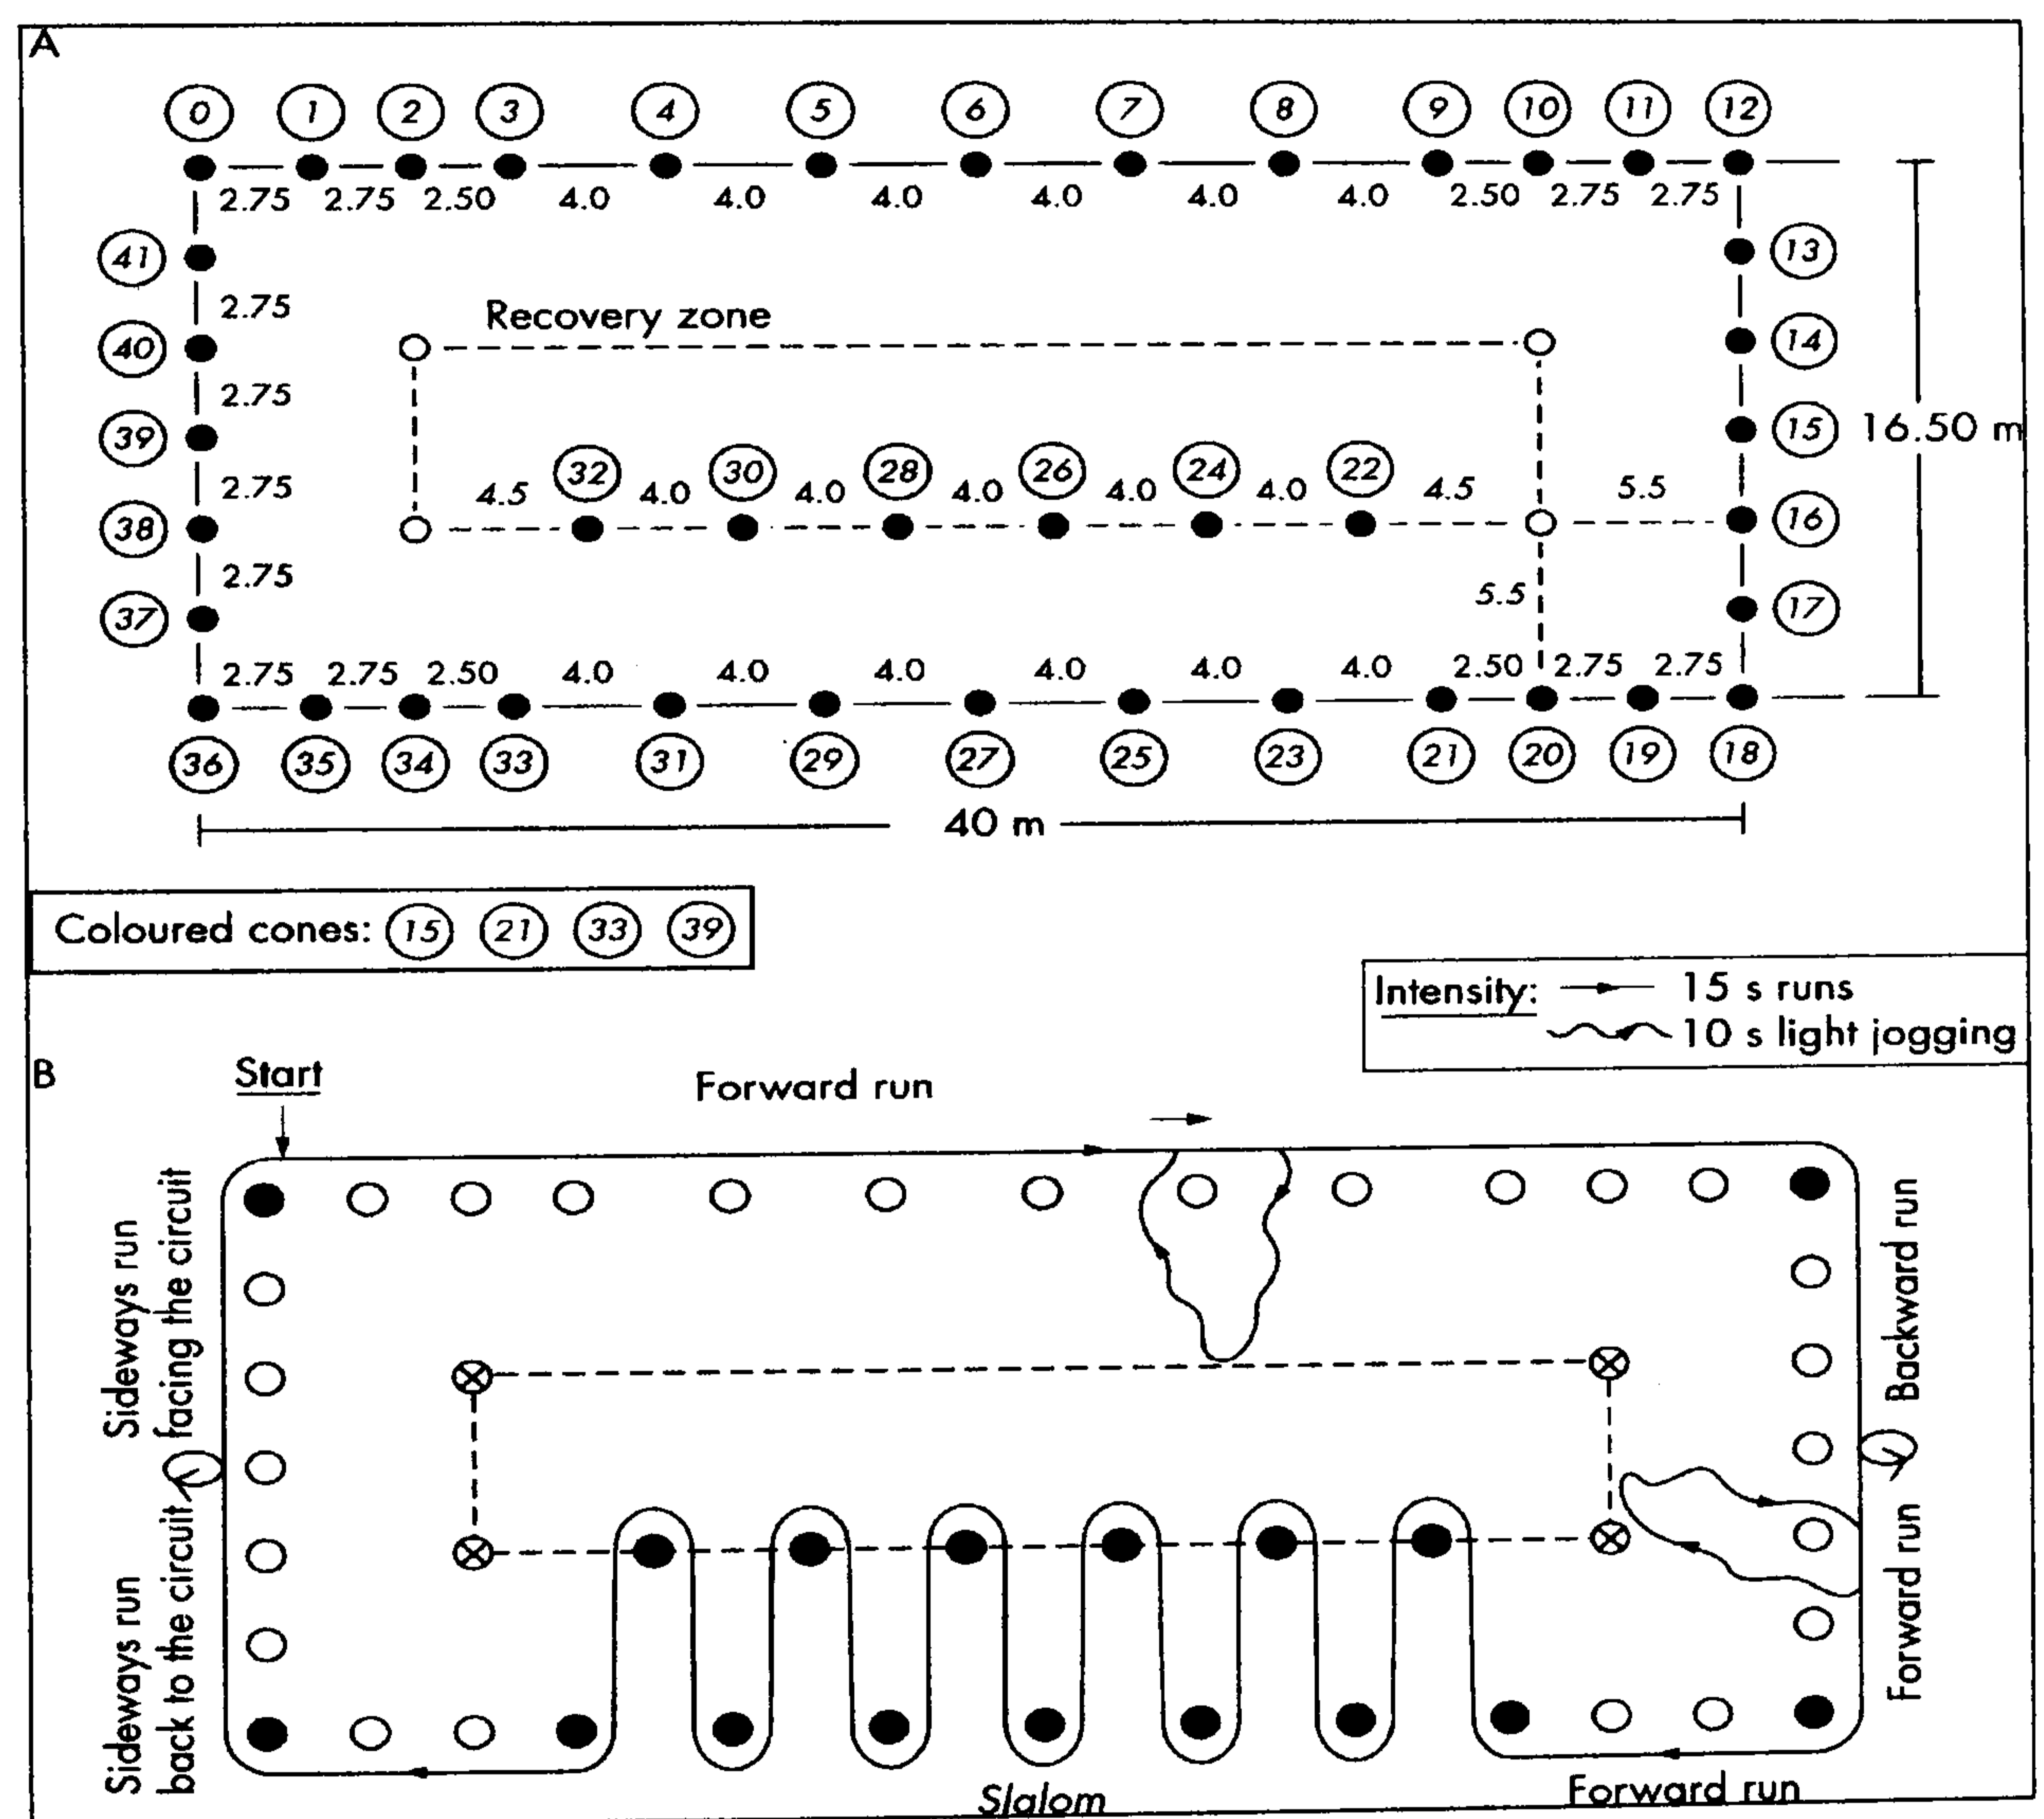 A
0 1 2 3 4 5 6 7 8 9 10 11 12
2.75 2.75 2.50 4.0 4.0 4.0 4.0 4.0 4.0 2.50 2.75 2.75
41 13
2.75
Recovery zone
40 14
2.75
39 15 16.50 m
32 30 28 26 24 22
2.75 4.5 4.0 4.0 4.0 4.0 4.0 4.5 5.5
38 16
2.75 5.5
37 17
2.75 2.75 2.50 4.0 4.0 4.0 4.0 4.0 4.0 2.50 2.75 2.75
36 35 34 33 31 29 27 25 23 21 20 19 18
40 m
Coloured cones: 15 21 33 39
Intensity: 15 s runs
10 s light jogging
B
Start
Forward run
Sideways run
facing the circuit
Backward run
Sideways run
back to the circuit
Forward run
Slalom
Forward run